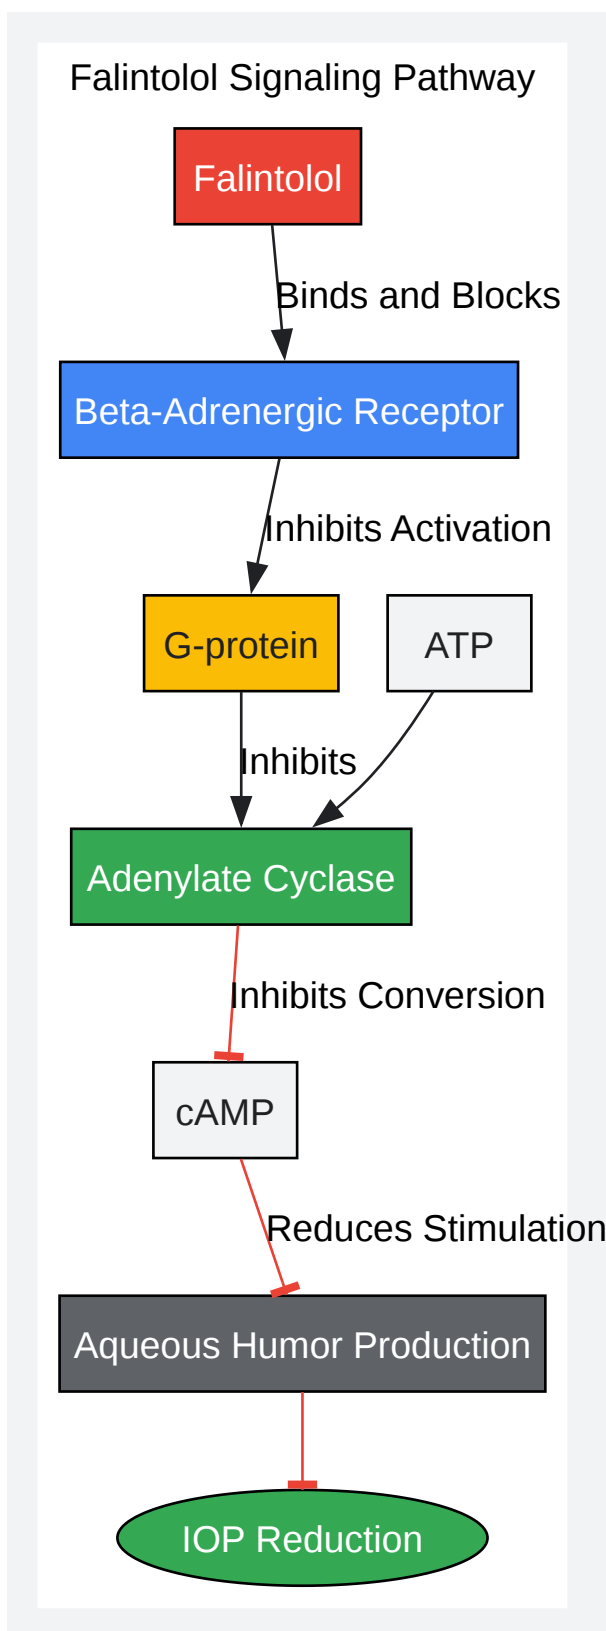 Falintolol Signaling Pathway
Falintolol
Binds and Blocks
Beta-Adrenergic Receptor
Inhibits Activation
G-protein
ATP
Inhibits
Adenylate Cyclase
Inhibits Conversion
cAMP
Reduces Stimulation
Aqueous Humor Production
IOP Reduction